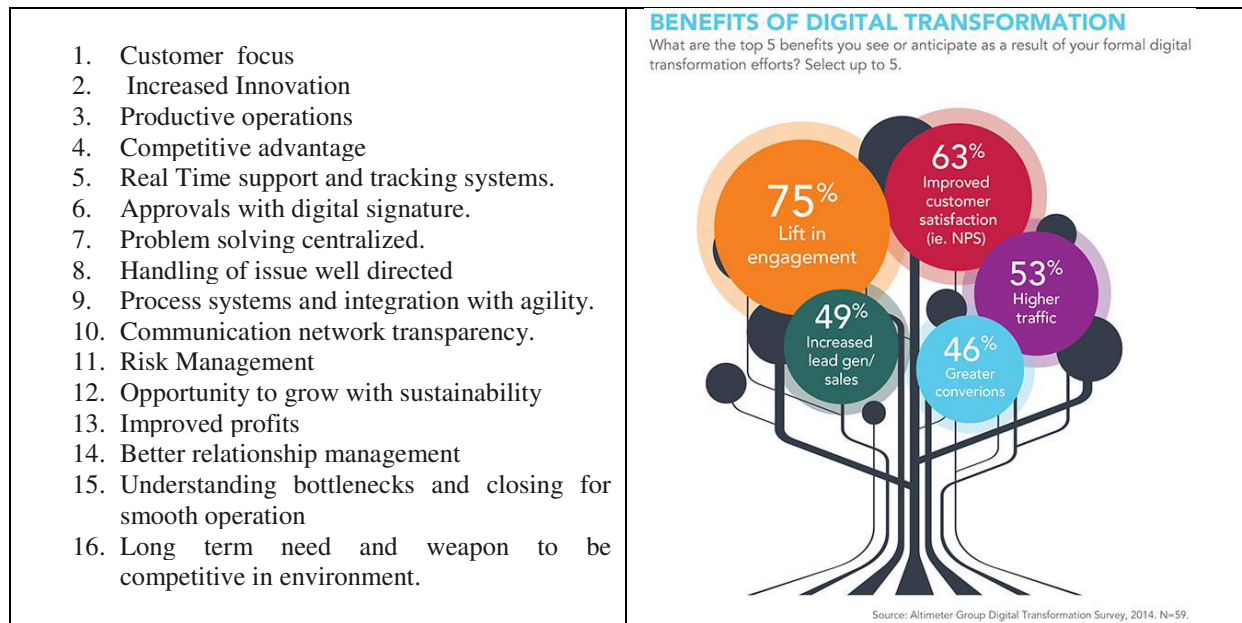 1. Customer focus
2. Increased Innovation
3. Productive operations
4. Competitive advantage
5. Real Time support and tracking systems.
6. Approvals with digital signature.
7. Problem solving centralized.
8. Handling of issue well directed
9. Process systems and integration with agility.
10. Communication network transparency.
11. Risk Management
12. Opportunity to grow with sustainability
13. Improved profits
14. Better relationship management
15. Understanding bottlenecks and closing for
smooth operation
16. Long term need and weapon to be
competitive in environment.
BENEFITS OF DIGITAL TRANSFORMATION
What are the top 5 benefits you see or anticipate as a result of your formal digital
transformation efforts? Select up to 5.
75%
Lift in
engagement
63%
Improved
customer
satisfaction
(ie. NPS)
53%
Higher
traffic
49%
Increased
lead gen/
sales
46%
Greater
converions
Source: Altimeter Group Digital Transformation Survey, 2014. N=59.